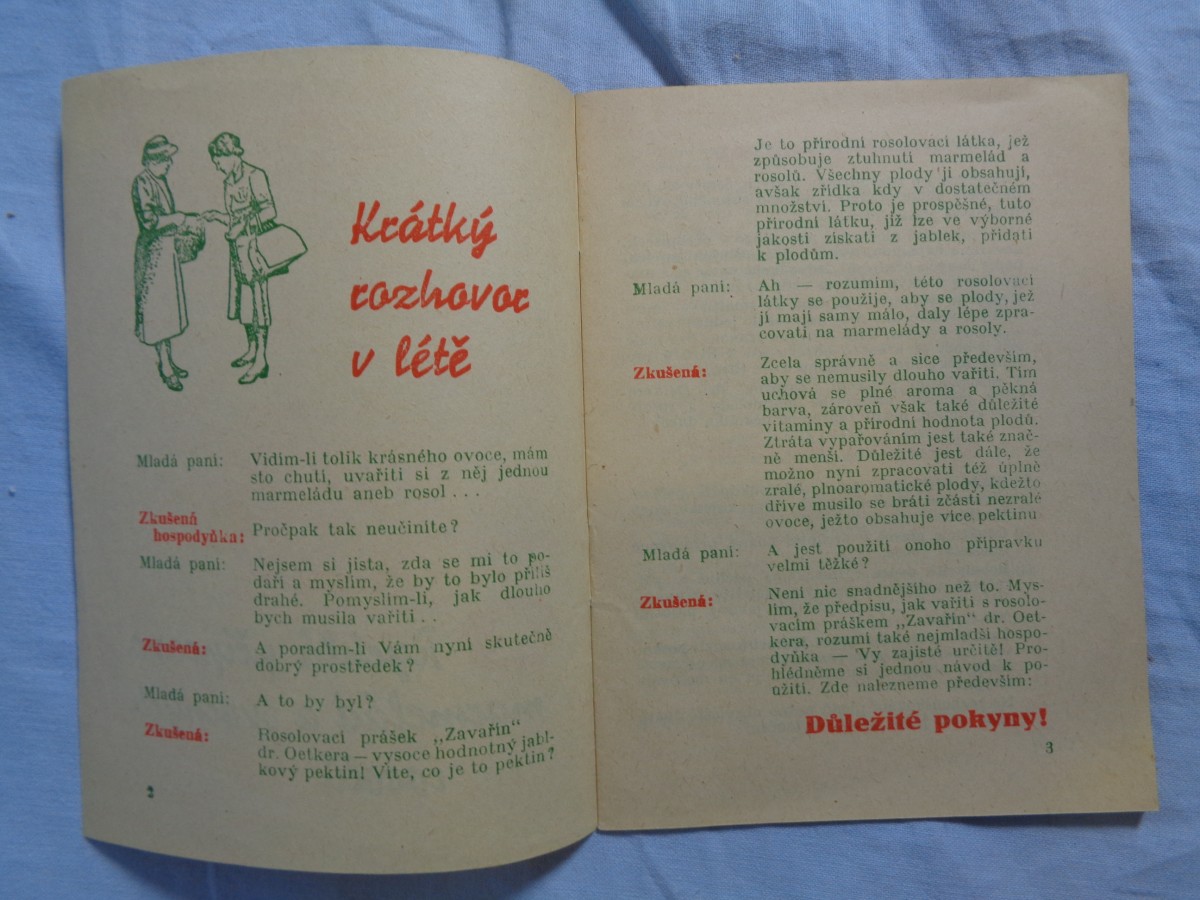 Krátký
rozhovor
v létě
Mladá paní: Vidím-li tolik krásného ovoce, mám
sto chutí, uvařiti si z něj jednou
marmeládu aneb rosol . . .
Zkušená
hospodyňka: Pročpak tak neučiníte?
Mladá paní: Nejsem si jista, zda se mi to po-
daří a myslím, že by to bylo příliš
drahé. Pomyslím-li, jak dlouho
bych musila vařiti . .
Zkušená: A poradím-li Vám nyní skutečně
dobrý prostředek?
Mladá paní: A to by byl?
Zkušená: Rosolovací prášek „Zavařín“
dr. Oetkera — vysoce hodnotný jabl-
kový pektin! Víte, co je to pektin?
2
Je to přírodní rosolovací látka, jež
způsobuje ztuhnutí marmelád a
rosolů. Všechny plody ji obsahují,
avšak zřídka kdy v dostatečném
množství. Proto je prospěšné, tuto
přírodní látku, jíž lze ve výborné
jakosti získati z jablek, přidati
k plodům.
Mladá paní: Ah — rozumím, této rosolovací
látky se použije, aby se plody, jež
jí mají samy málo, daly lépe zpra-
covati na marmelády a rosoly.
Zkušená: Zcela správně a sice především,
aby se nemusily dlouho vařiti. Tím
uchová se plné aroma a pěkná
barva, zároveň však také důležité
vitaminy a přírodní hodnota plodů.
Ztráta vypařováním jest také znač-
ně menší. Důležité jest dále, že
možno nyní zpracovati též úplně
zralé, plnoaromatické plody, kdežto
dříve musilo se bráti zčásti nezralé
ovoce, ježto obsahuje více pektinu
Mladá paní: A jest použití onoho přípravku
velmi těžké?
Zkušená: Není nic snadnějšího než to. Mys-
lím, že předpisu, jak vařiti s rosolo-
vacím práškem „Zavařín“ dr. Oet-
kera, rozumí také nejmladší hospo-
dyňka — Vy zajisté určitě! Pro-
hlédněme si jednou návod k po-
užití. Zde nalezneme především:
Důležité pokyny!
3